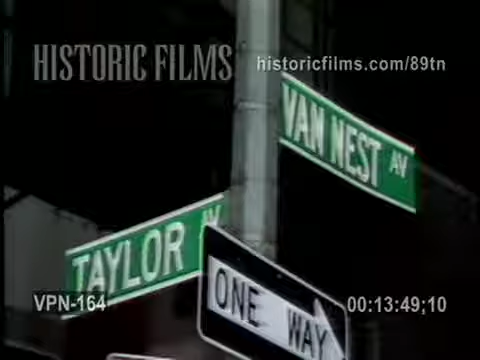 HISTORIC FILMS
historicfilms.com/89tn
VAN NEST AV
TAYLOR AV
ONE WAY
VPN-164
00:13:49;10